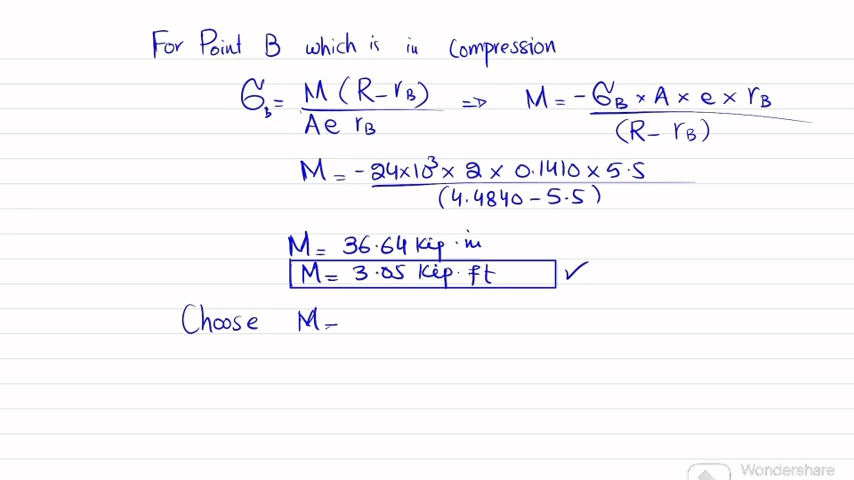 For Point B which is in Compression
σB = M (R - rB) / Ae rB ⇒ M = - σB × A × e × rB / (R - rB)
M = - 24×10³ × 2 × 0.1410 × 5.5 / (4.4840 - 5.5)
M = 36.64 Kip.in
M = 3.05 Kip.ft ✓
Choose M =
Wondershare